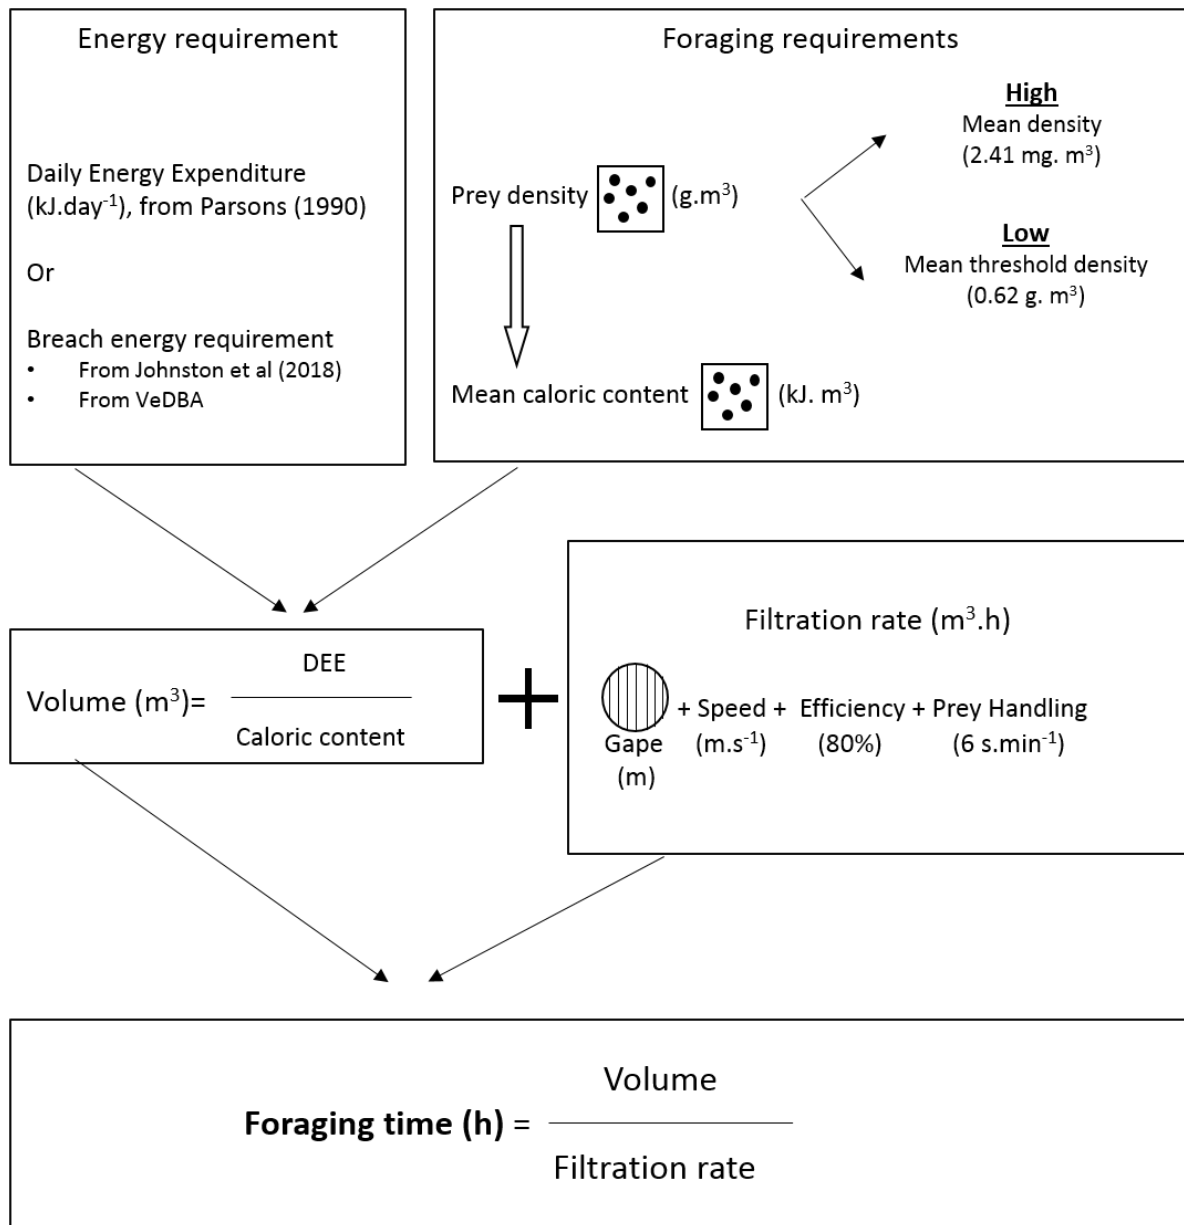 Energy requirement
Daily Energy Expenditure
(kJ.day⁻¹), from Parsons (1990)
Or
Breach energy requirement
• From Johnston et al (2018)
• From VeDBA
Foraging requirements
Prey density (g.m³)
High
Mean density
(2.41 mg. m³)
Low
Mean threshold density
(0.62 g. m³)
Mean caloric content (kJ. m³)
Volume (m³)=
DEE
Caloric content
+
Filtration rate (m³.h)
+ Speed + Efficiency + Prey Handling
Gape (m.s⁻¹) (80%) (6 s.min⁻¹)
(m)
Foraging time (h) =
Volume
Filtration rate